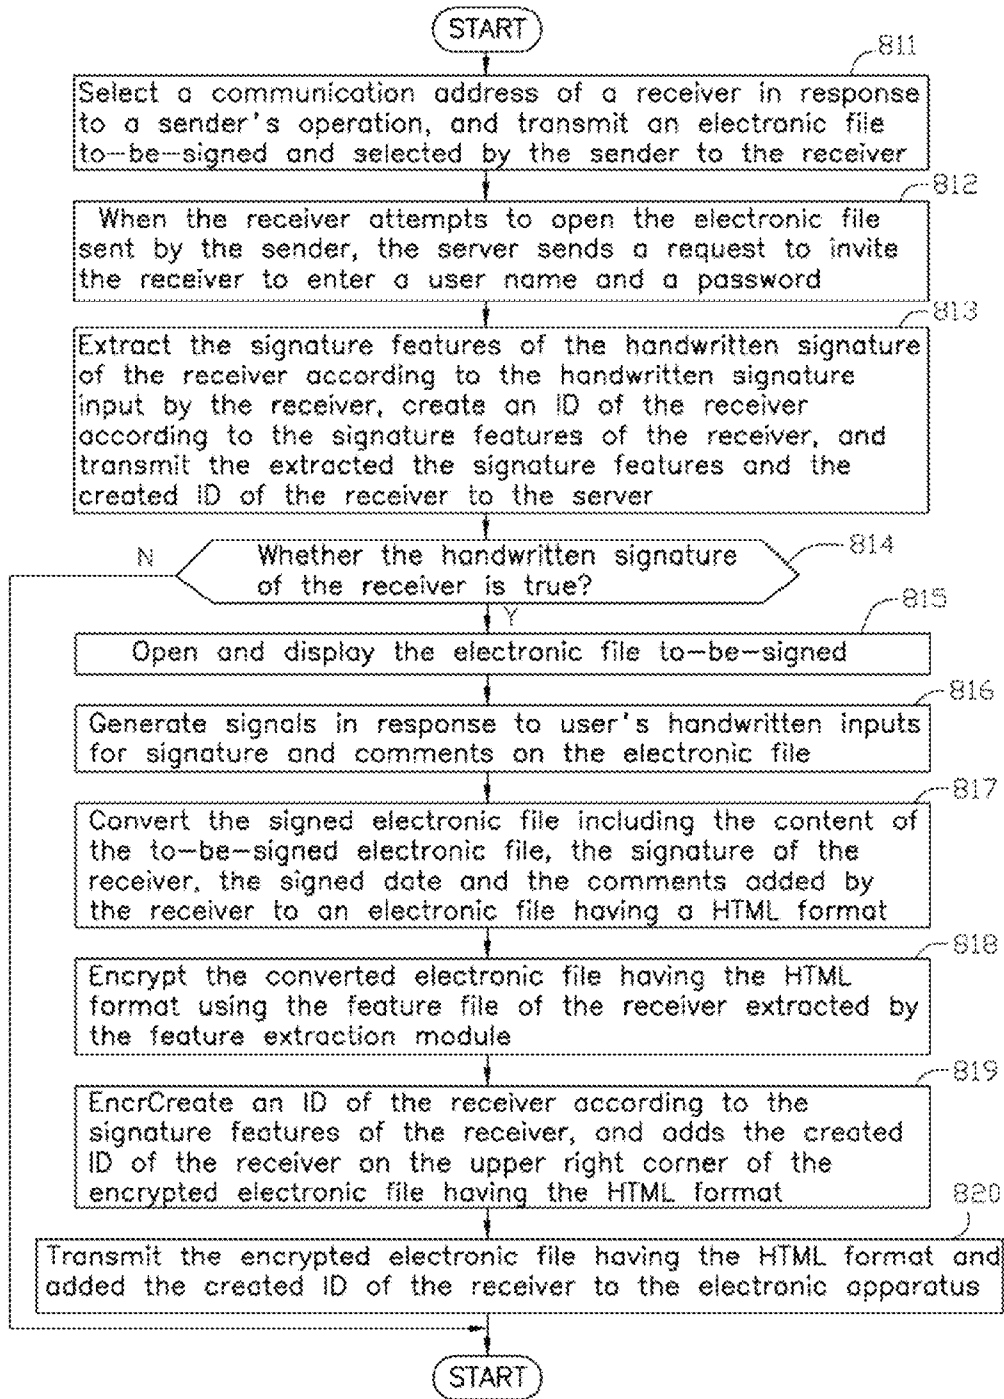 START
811
Select a communication address of a receiver in response
to a sender's operation, and transmit an electronic file
to-be-signed and selected by the sender to the receiver
812
When the receiver attempts to open the electronic file
sent by the sender, the server sends a request to invite
the receiver to enter a user name and a password
813
Extract the signature features of the handwritten signature
of the receiver according to the handwritten signature
input by the receiver, create an ID of the receiver
according to the signature features of the receiver, and
transmit the extracted the signature features and the
created ID of the receiver to the server
814
N
Whether the handwritten signature
of the receiver is true?
Y
815
Open and display the electronic file to-be-signed
816
Generate signals in response to user's handwritten inputs
for signature and comments on the electronic file
817
Convert the signed electronic file including the content of
the to-be-signed electronic file, the signature of the
receiver, the signed date and the comments added by
the receiver to an electronic file having a HTML format
818
Encrypt the converted electronic file having the HTML
format using the feature file of the receiver extracted by
the feature extraction module
819
EncrCreate an ID of the receiver according to the
signature features of the receiver, and adds the created
ID of the receiver on the upper right corner of the
encrypted electronic file having the HTML format
820
Transmit the encrypted electronic file having the HTML format and
added the created ID of the receiver to the electronic apparatus
START